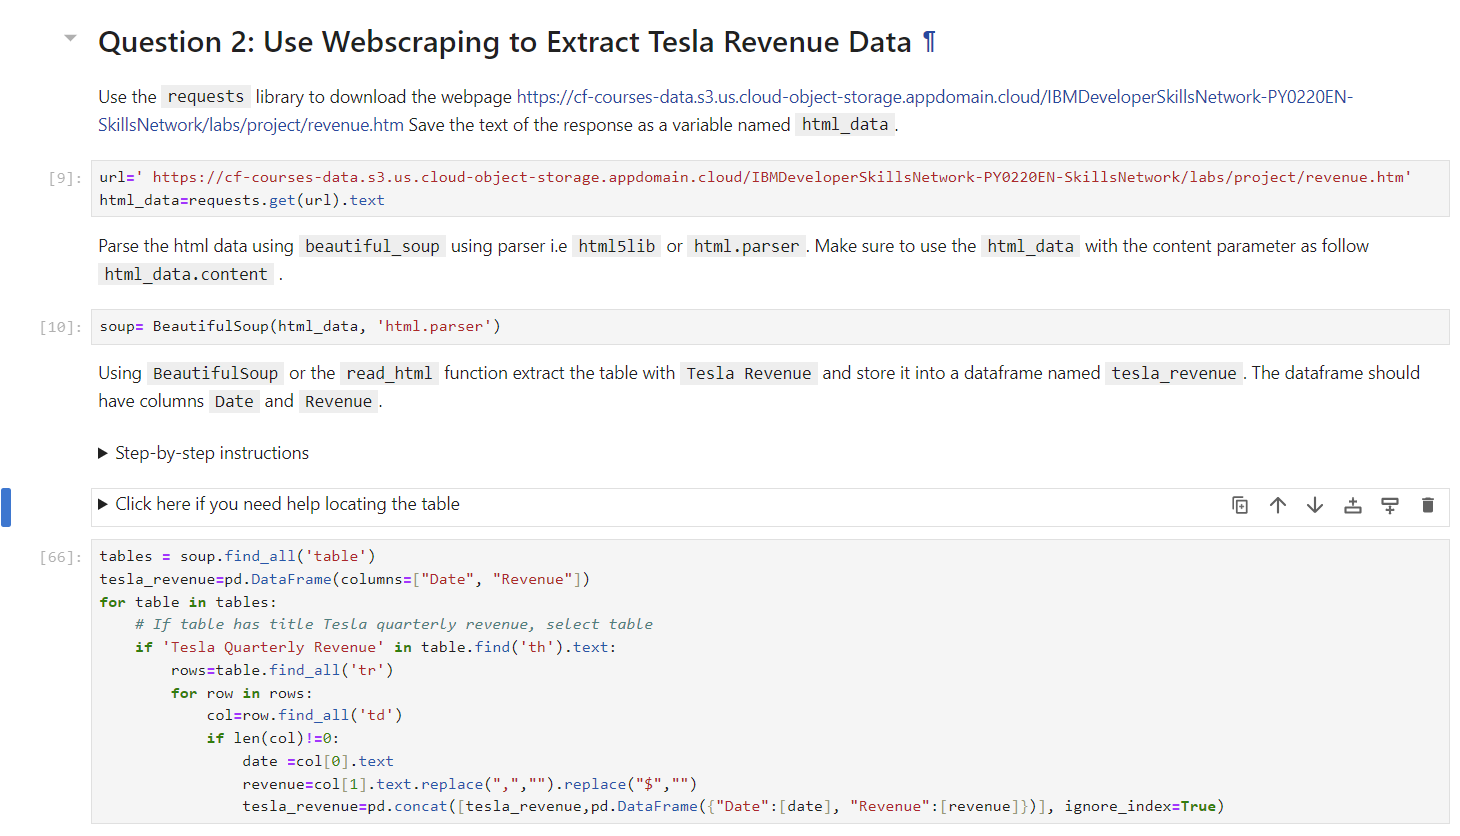 Question 2: Use Webscraping to Extract Tesla Revenue Data ¶
Use the requests library to download the webpage https://cf-courses-data.s3.us.cloud-object-storage.appdomain.cloud/IBMDeveloperSkillsNetwork-PY0220EN-
SkillsNetwork/labs/project/revenue.htm Save the text of the response as a variable named html_data.
[9]: url=' https://cf-courses-data.s3.us.cloud-object-storage.appdomain.cloud/IBMDeveloperSkillsNetwork-PY0220EN-SkillsNetwork/labs/project/revenue.htm'
html_data=requests.get(url).text
Parse the html data using beautiful_soup using parser i.e html5lib or html.parser. Make sure to use the html_data with the content parameter as follow
html_data.content .
[10]: soup= BeautifulSoup(html_data, 'html.parser')
Using BeautifulSoup or the read_html function extract the table with Tesla Revenue and store it into a dataframe named tesla_revenue. The dataframe should
have columns Date and Revenue.
Step-by-step instructions
Click here if you need help locating the table
[66]: tables = soup.find_all('table')
tesla_revenue=pd.DataFrame(columns=["Date", "Revenue"])
for table in tables:
    # If table has title Tesla quarterly revenue, select table
    if 'Tesla Quarterly Revenue' in table.find('th').text:
        rows=table.find_all('tr')
        for row in rows:
            col=row.find_all('td')
            if len(col)!=0:
                date =col[0].text
                revenue=col[1].text.replace(",","").replace("$","")
                tesla_revenue=pd.concat([tesla_revenue,pd.DataFrame({"Date":[date], "Revenue":[revenue]})], ignore_index=True)